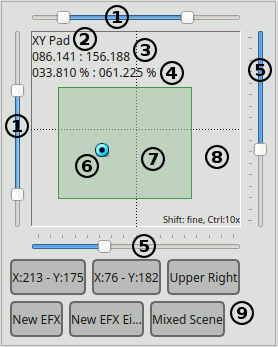 1
XY Pad 2
086.141 : 156.188 3
033.810 % : 061.225 % 4
1
5
6
7
8
Shift: fine, Ctrl:10x
5
X:213 - Y:175 X:76 - Y:182 Upper Right
New EFX New EFX Ei... Mixed Scene 9